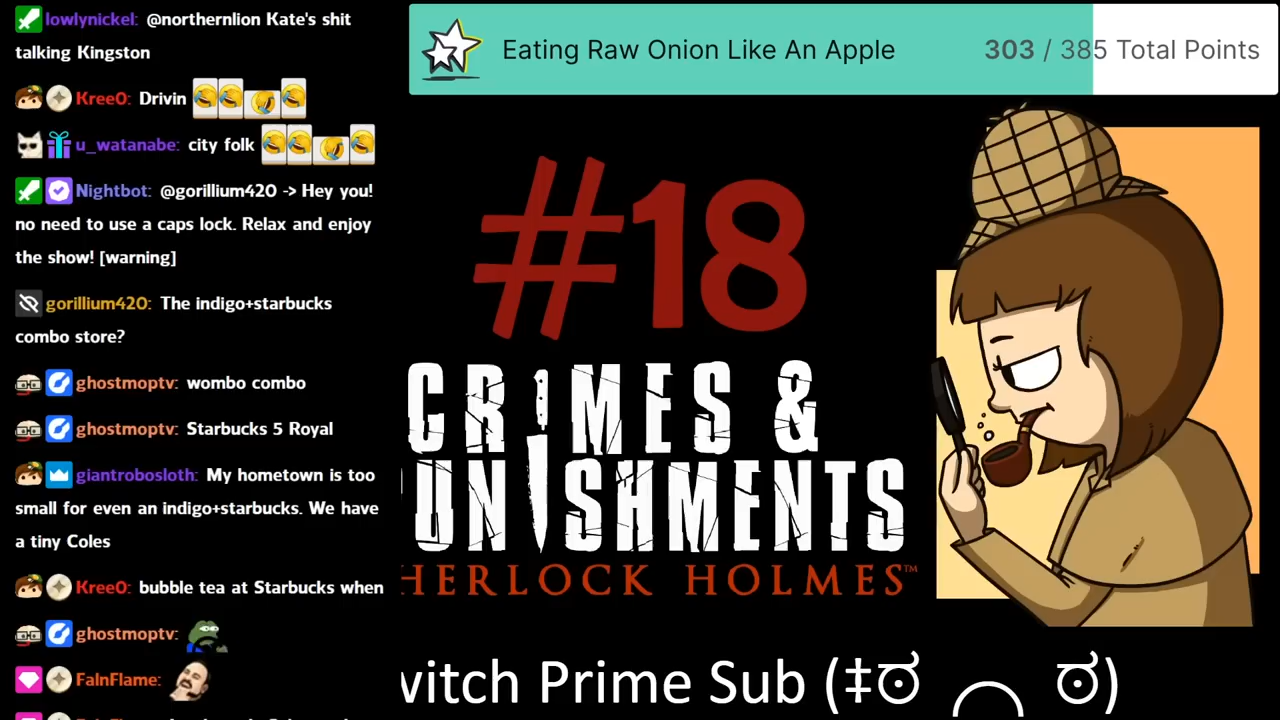 lowlynickel: @northernlion Kate's shit
talking Kingston
KreeO: Drivin
u_watanabe: city folk
Nightbot: @gorillium420 -> Hey you!
no need to use a caps lock. Relax and enjoy
the show! [warning]
gorillium420: The indigo+starbucks
combo store?
ghostmoptv: wombo combo
ghostmoptv: Starbucks 5 Royal
giantrobosloth: My hometown is too
small for even an indigo+starbucks. We have
a tiny Coles
KreeO: bubble tea at Starbucks when
ghostmoptv:
FalnFlame:
Eating Raw Onion Like An Apple 303 / 385 Total Points
#18
CRIMES &
UNISHMENTS
HERLOCK HOLMES™
witch Prime Sub (‡ಠ ⁀ ಠ)